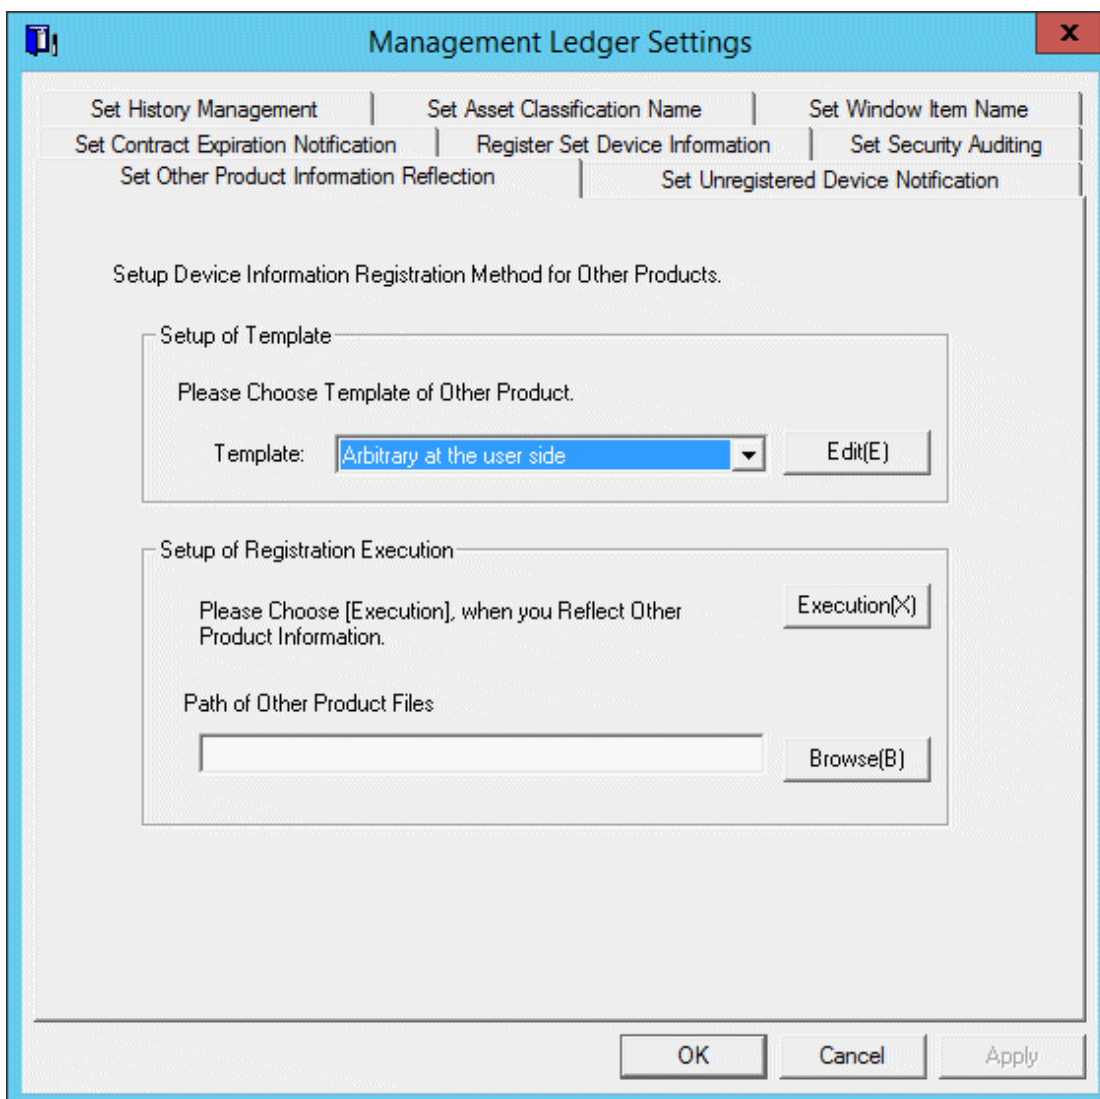 Management Ledger Settings
x
Set History Management
Set Asset Classification Name
Set Window Item Name
Set Contract Expiration Notification
Register Set Device Information
Set Security Auditing
Set Other Product Information Reflection
Set Unregistered Device Notification
Setup Device Information Registration Method for Other Products.
Setup of Template
Please Choose Template of Other Product.
Template:
Arbitrary at the user side
Edit(E)
Setup of Registration Execution
Please Choose [Execution], when you Reflect Other
Product Information.
Execution(X)
Path of Other Product Files
Browse(B)
OK
Cancel
Apply